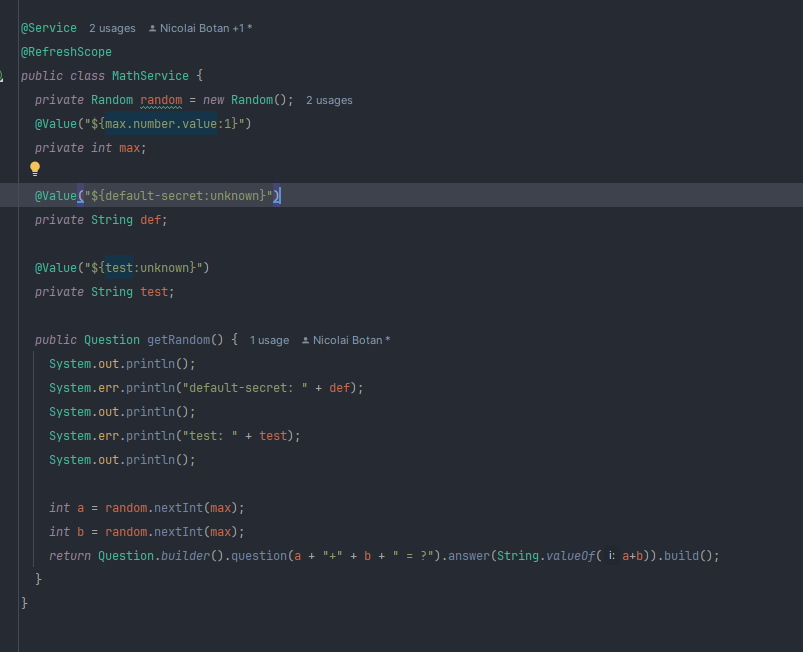 @Service 2 usages Nicolai Botan +1 *
@RefreshScope
public class MathService {
private Random random = new Random(); 2 usages
@Value("${max.number.value:1}")
private int max;
@Value("${default-secret:unknown}")
private String def;
@Value("${test:unknown}")
private String test;
public Question getRandom() { 1 usage Nicolai Botan *
System.out.println();
System.err.println("default-secret: " + def);
System.out.println();
System.err.println("test: " + test);
System.out.println();
int a = random.nextInt(max);
int b = random.nextInt(max);
return Question.builder().question(a + "+" + b + " = ?").answer(String.valueOf( i: a+b)).build();
}
}